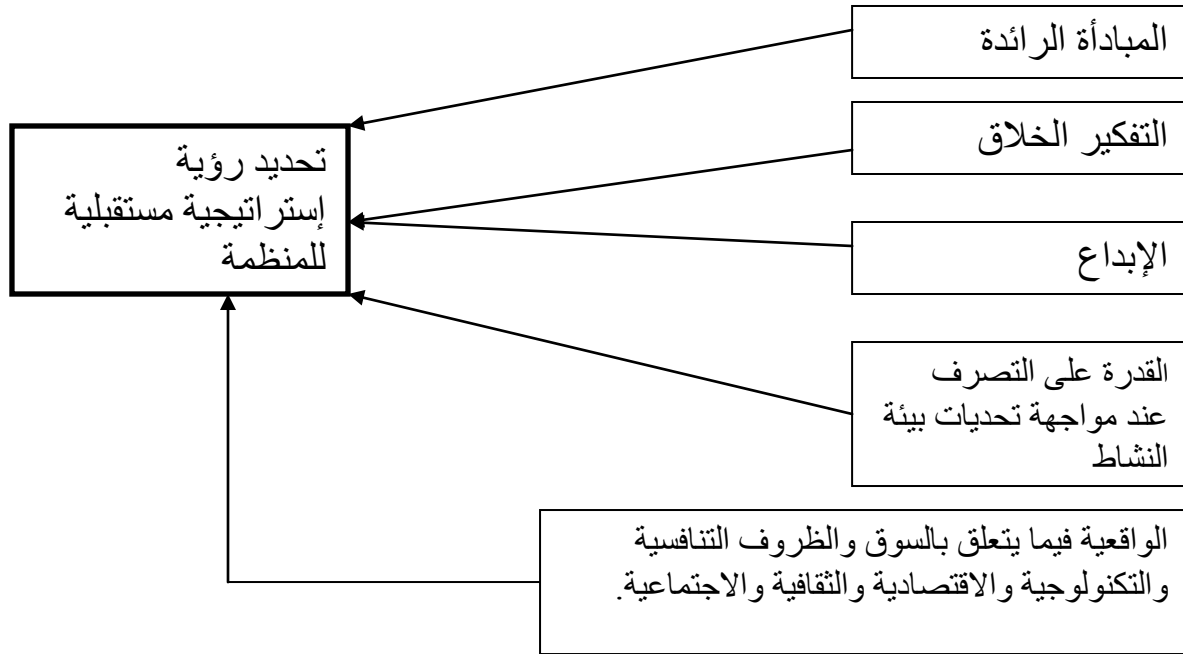 المبادأة الرائدة
التفكير الخلاق
الإبداع
القدرة على التصرف
عند مواجهة تحديات بيئة
النشاط
الواقعية فيما يتعلق بالسوق والظروف التنافسية
والتكنولوجية والاقتصادية والثقافية والاجتماعية.
تحديد رؤية
إستراتيجية مستقبلية
للمنظمة